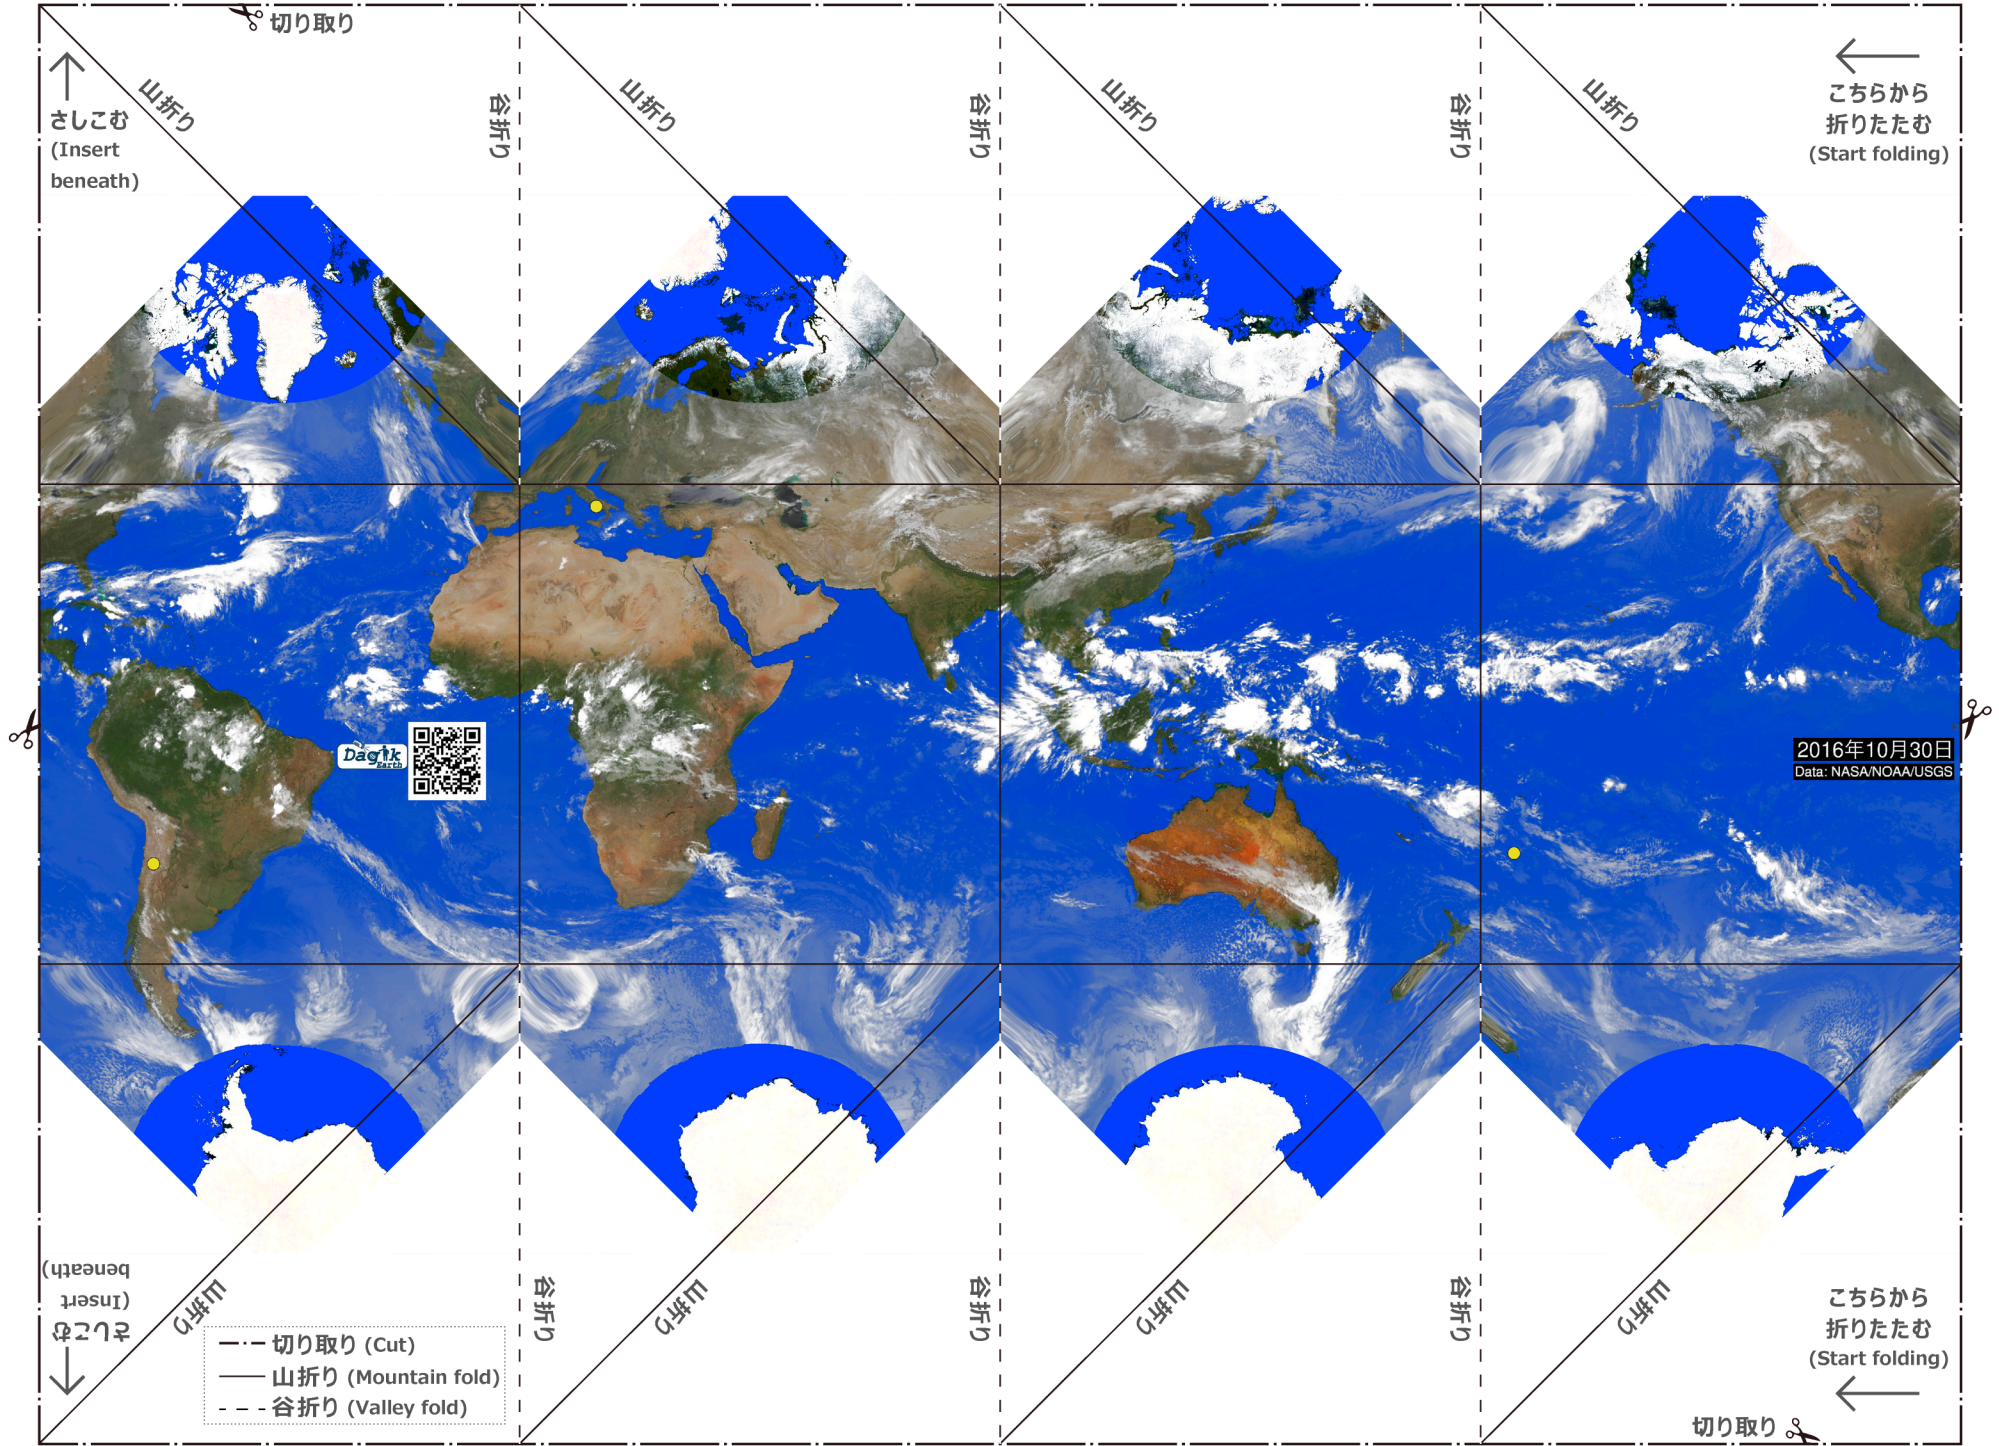 切り取り
さしこむ
(Insert
beneath)
山折り
谷折り
山折り
谷折り
山折り
谷折り
山折り
こちらから
折りたたむ
(Start folding)
Dagik
Earth
2016年10月30日
Data: NASA/NOAA/USGS
さしこむ
(Insert
beneath)
山折り
谷折り
山折り
谷折り
山折り
谷折り
山折り
こちらから
折りたたむ
(Start folding)
切り取り (Cut)
山折り (Mountain fold)
谷折り (Valley fold)
切り取り